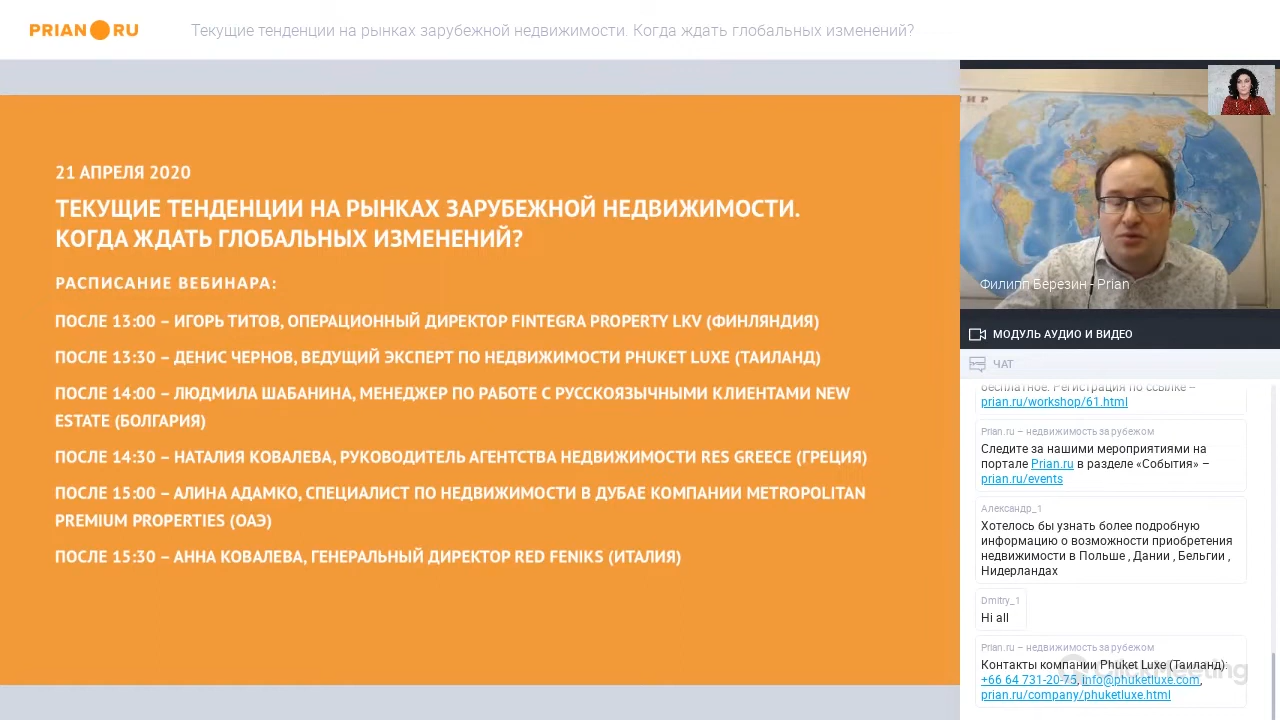 PRIAN RU
Текущие тенденции на рынках зарубежной недвижимости. Когда ждать глобальных изменений?
21 АПРЕЛЯ 2020
ТЕКУЩИЕ ТЕНДЕНЦИИ НА РЫНКАХ ЗАРУБЕЖНОЙ НЕДВИЖИМОСТИ.
КОГДА ЖДАТЬ ГЛОБАЛЬНЫХ ИЗМЕНЕНИЙ?
РАСПИСАНИЕ ВЕБИНАРА:
ПОСЛЕ 13:00 – ИГОРЬ ТИТОВ, ОПЕРАЦИОННЫЙ ДИРЕКТОР FINTEGRA PROPERTY LKV (ФИНЛЯНДИЯ)
ПОСЛЕ 13:30 – ДЕНИС ЧЕРНОВ, ВЕДУЩИЙ ЭКСПЕРТ ПО НЕДВИЖИМОСТИ PHUKET LUXE (ТАИЛАНД)
ПОСЛЕ 14:00 – ЛЮДМИЛА ШАБАНИНА, МЕНЕДЖЕР ПО РАБОТЕ С РУССКОЯЗЫЧНЫМИ КЛИЕНТАМИ NEW
ESTATE (БОЛГАРИЯ)
ПОСЛЕ 14:30 – НАТАЛИЯ КОВАЛЕВА, РУКОВОДИТЕЛЬ АГЕНТСТВА НЕДВИЖИМОСТИ RES GREECE (ГРЕЦИЯ)
ПОСЛЕ 15:00 – АЛИНА АДАМКО, СПЕЦИАЛИСТ ПО НЕДВИЖИМОСТИ В ДУБАЕ КОМПАНИИ METROPOLITAN
PREMIUM PROPERTIES (ОАЭ)
ПОСЛЕ 15:30 – АННА КОВАЛЕВА, ГЕНЕРАЛЬНЫЙ ДИРЕКТОР RED FENIKS (ИТАЛИЯ)
Филипп Березин - Prian
МОДУЛЬ АУДИО И ВИДЕО
ЧАТ
бесплатное. Регистрация по ссылке –
prian.ru/workshop/61.html
Prian.ru – недвижимость за рубежом
Следите за нашими мероприятиями на
портале Prian.ru в разделе «События» –
prian.ru/events
Александр_1
Хотелось бы узнать более подробную
информацию о возможности приобретения
недвижимости в Польше , Дании , Бельгии ,
Нидерландах
Dmitry_1
Hi all
Prian.ru – недвижимость за рубежом
Контакты компании Phuket Luxe (Таиланд):
+66 64 731-20-75, info@phuketluxe.com,
prian.ru/company/phuketluxe.html